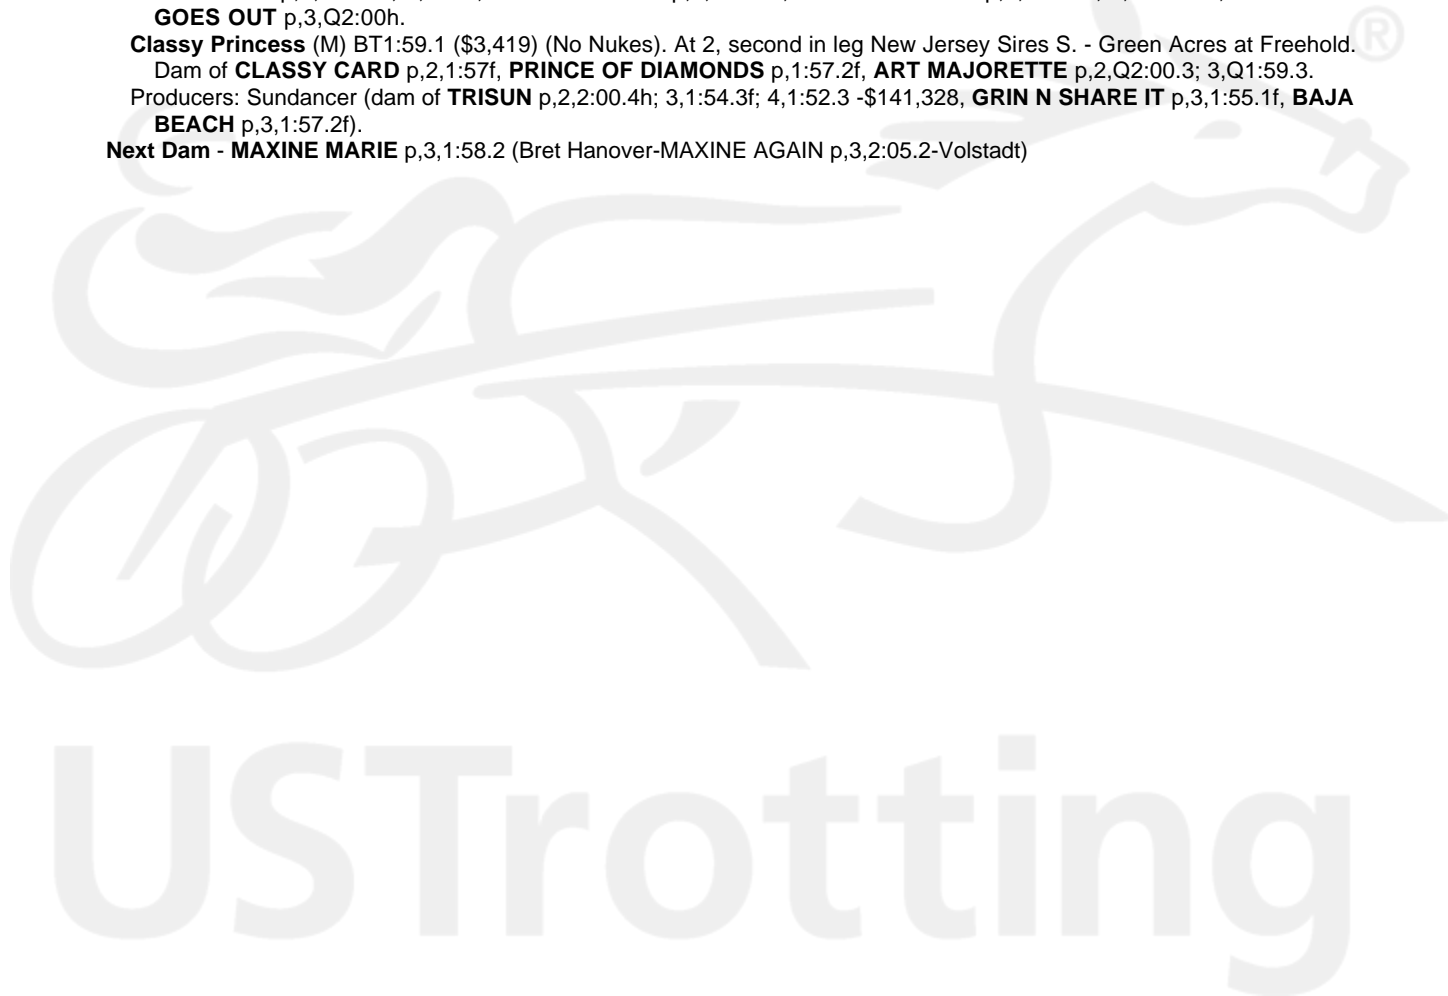 GOES OUT p,3,Q2:00h.
Classy Princess (M) BT1:59.1 ($3,419) (No Nukes). At 2, second in leg New Jersey Sires S. - Green Acres at Freehold.
Dam of CLASSY CARD p,2,1:57f, PRINCE OF DIAMONDS p,1:57.2f, ART MAJORETTE p,2,Q2:00.3; 3,Q1:59.3.
Producers: Sundancer (dam of TRISUN p,2,2:00.4h; 3,1:54.3f; 4,1:52.3 -$141,328, GRIN N SHARE IT p,3,1:55.1f, BAJA
BEACH p,3,1:57.2f).
Next Dam - MAXINE MARIE p,3,1:58.2 (Bret Hanover-MAXINE AGAIN p,3,2:05.2-Volstadt)
®
USTrotting